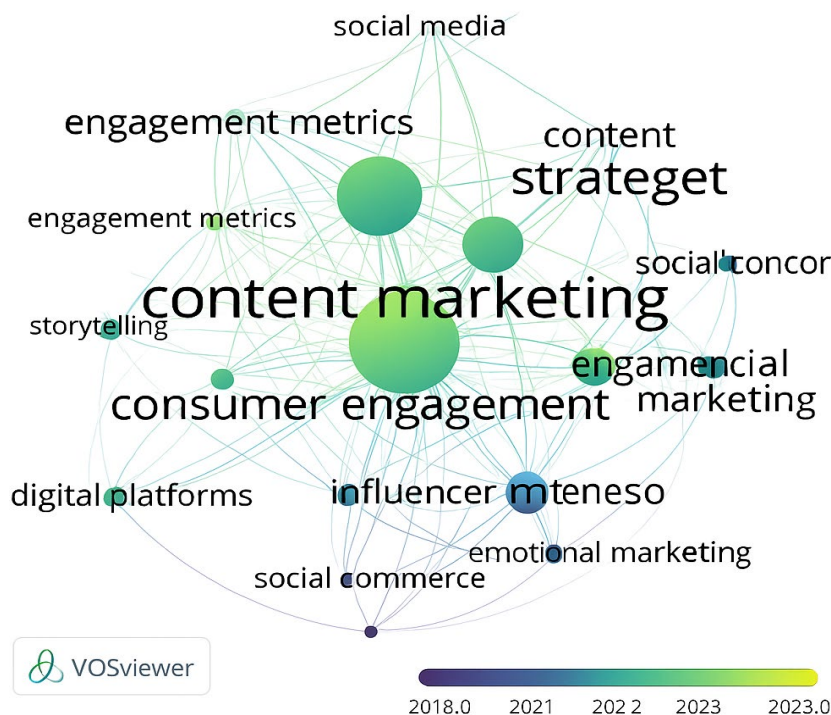 social media
engagement metrics
content
strateget
engagement metrics
social'concor
content marketing
storytelling
engamencial
marketing
consumer engagement
digital platforms
influencer mteneso
emotional marketing
social commerce
VOSviewer
2018.0 2021 202 2 2023 2023.0